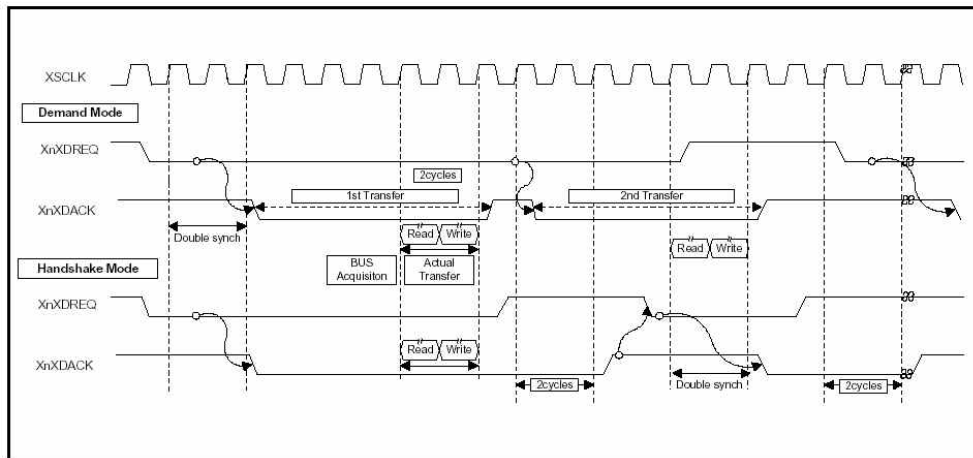 XSCLK
Demand Mode
XnXDREQ
2cycles
1st Transfer
2nd Transfer
XnXDACK
Double synch
Read Write
Read Write
BUS Acquisiton
Actual Transfer
Handshake Mode
XnXDREQ
Read Write
XnXDACK
2cycles
Double synch
2cycles